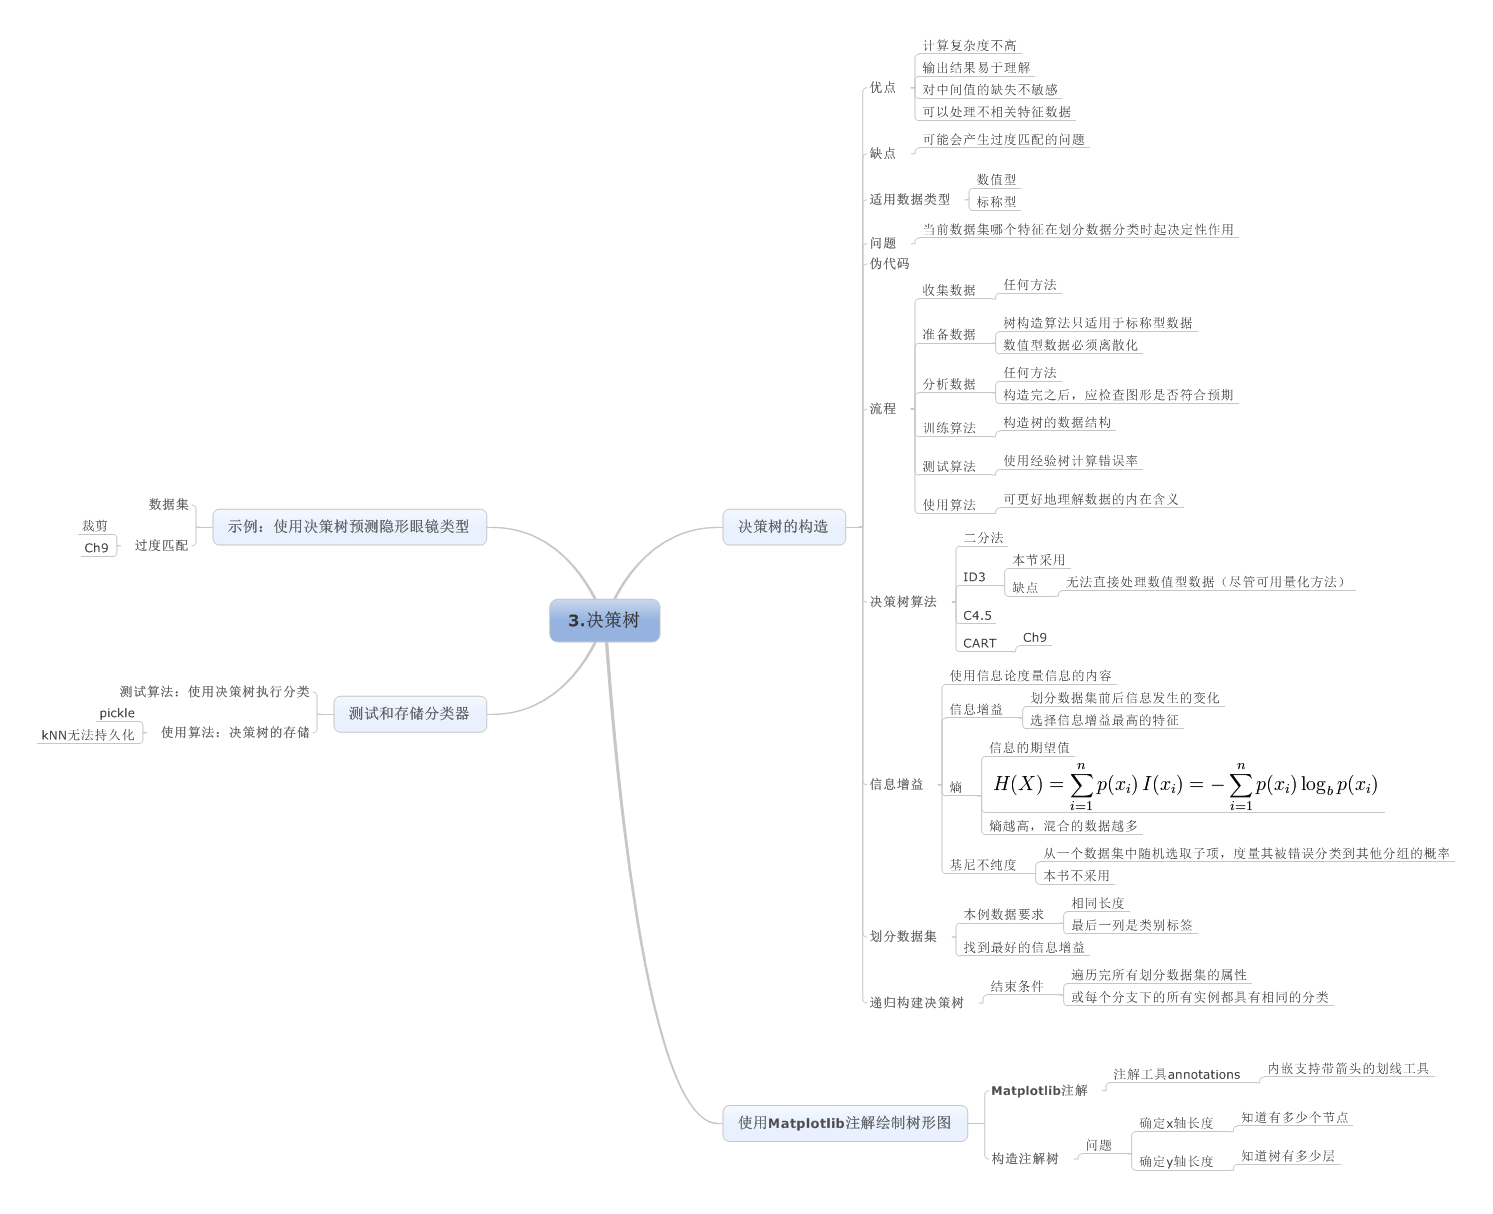 3.决策树
决策树的构造
优点
计算复杂度不高
输出结果易于理解
对中间值的缺失不敏感
可以处理不相关特征数据
缺点
可能会产生过度匹配的问题
适用数据类型
数值型
标称型
问题
当前数据集哪个特征在划分数据分类时起决定性作用
伪代码
流程
收集数据
任何方法
准备数据
树构造算法只适用于标称型数据
数值型数据必须离散化
分析数据
任何方法
构造完之后，应检查图形是否符合预期
训练算法
构造树的数据结构
测试算法
使用经验树计算错误率
使用算法
可更好地理解数据的内在含义
决策树算法
二分法
ID3
本节采用
缺点
无法直接处理数值型数据（尽管可用量化方法）
C4.5
CART
Ch9
信息增益
使用信息论度量信息的内容
信息增益
划分数据集前后信息发生的变化
选择信息增益最高的特征
熵
信息的期望值
H(X) = ∑_{i=1}^{n} p(x_i) I(x_i) = −∑_{i=1}^{n} p(x_i) log_b p(x_i)
熵越高，混合的数据越多
基尼不纯度
从一个数据集中随机选取子项，度量其被错误分类到其他分组的概率
本书不采用
划分数据集
本例数据要求
相同长度
最后一列是类别标签
找到最好的信息增益
递归构建决策树
结束条件
遍历完所有划分数据集的属性
或每个分支下的所有实例都具有相同的分类
使用Matplotlib注解绘制树形图
Matplotlib注解
注解工具annotations
内嵌支持带箭头的划线工具
构造注解树
问题
确定x轴长度
知道有多少个节点
确定y轴长度
知道树有多少层
测试和存储分类器
测试算法：使用决策树执行分类
使用算法：决策树的存储
pickle
kNN无法持久化
示例：使用决策树预测隐形眼镜类型
数据集
过度匹配
裁剪
Ch9